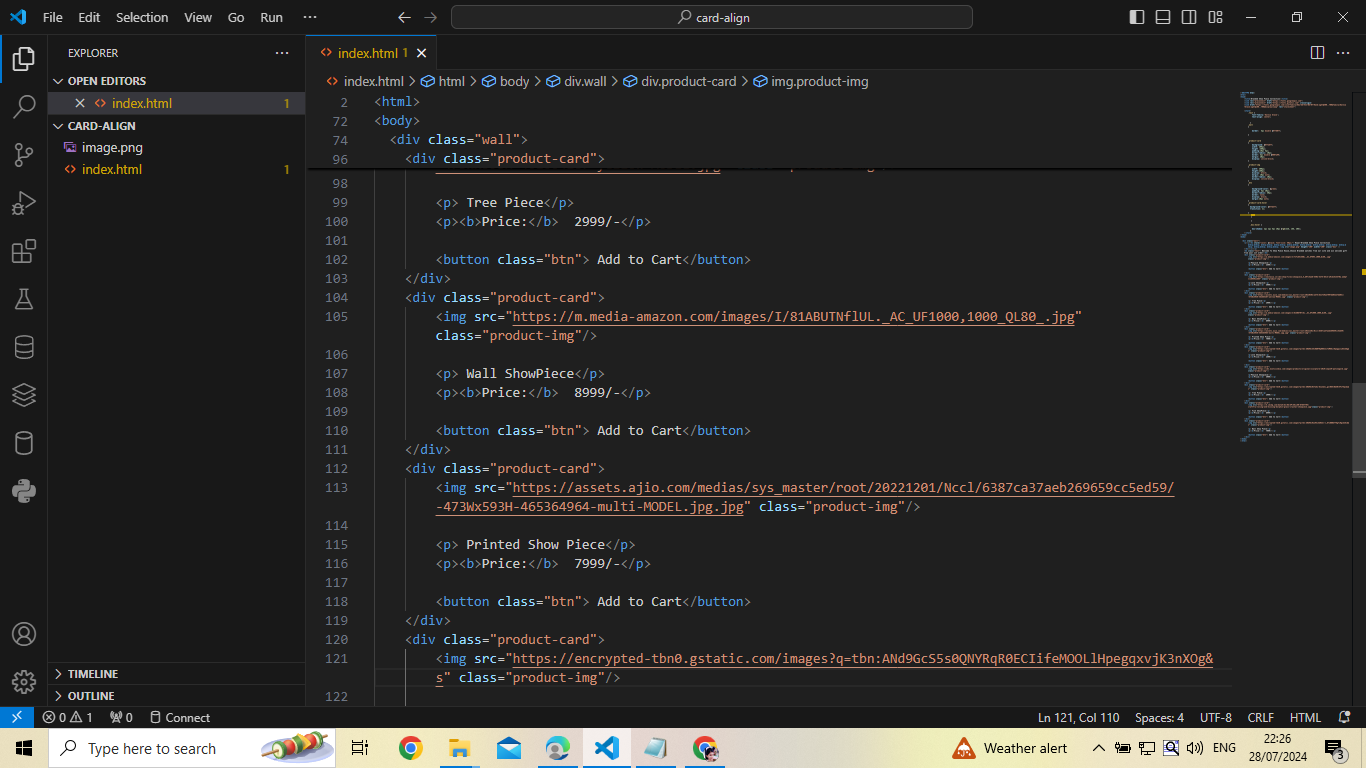 File Edit Selection View Go Run ···
card-align
EXPLORER
OPEN EDITORS
index.html 1
CARD-ALIGN
image.png
index.html 1
TIMELINE
OUTLINE
index.html 1
index.html > html > body > div.wall > div.product-card > img.product-img
2 <html>
72 <body>
74 <div class="wall">
96 <div class="product-card">
98
99 <p> Tree Piece</p>
100 <p><b>Price:</b>  2999/-</p>
101
102 <button class="btn"> Add to Cart</button>
103 </div>
104 <div class="product-card">
105 <img src="https://m.media-amazon.com/images/I/81ABUTNflUL._AC_UF1000,1000_QL80_.jpg"
class="product-img"/>
106
107 <p> Wall ShowPiece</p>
108 <p><b>Price:</b>  8999/-</p>
109
110 <button class="btn"> Add to Cart</button>
111 </div>
112 <div class="product-card">
113 <img src="https://assets.ajio.com/medias/sys_master/root/20221201/Nccl/6387ca37aeb269659cc5ed59/
-473Wx593H-465364964-multi-MODEL.jpg.jpg" class="product-img"/>
114
115 <p> Printed Show Piece</p>
116 <p><b>Price:</b>  7999/-</p>
117
118 <button class="btn"> Add to Cart</button>
119 </div>
120 <div class="product-card">
121 <img src="https://encrypted-tbn0.gstatic.com/images?q=tbn:ANd9GcS5s0QNYRqR0ECIifeMOOLlHpegqxvjK3nXOg&
s" class="product-img"/>
122
0 1 0 Connect
Ln 121, Col 110 Spaces: 4 UTF-8 CRLF HTML
Type here to search
Weather alert
ENG
22:26
28/07/2024
3